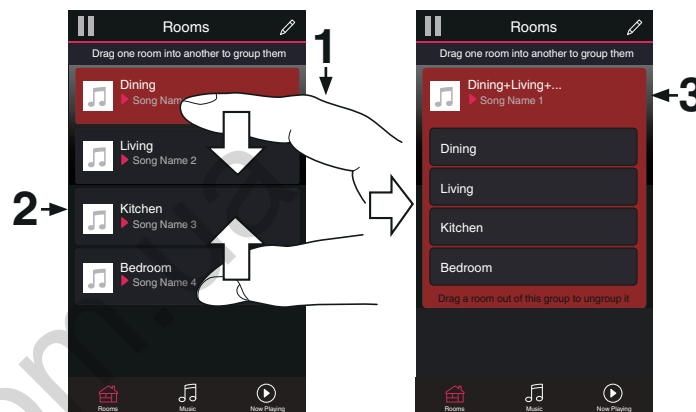 Rooms
Drag one room into another to group them
Dining
Song Nam
Living
Song Name 2
Kitchen
Song Name 3
Bedroom
Song Name 4
Rooms
Music
Now Playing
1
2
Rooms
Drag one room into another to group them
Dining+Living+...
Song Name 1
Dining
Living
Kitchen
Bedroom
Drag a room out of this group to ungroup it
Rooms
Music
Now Playing
3
om.ua